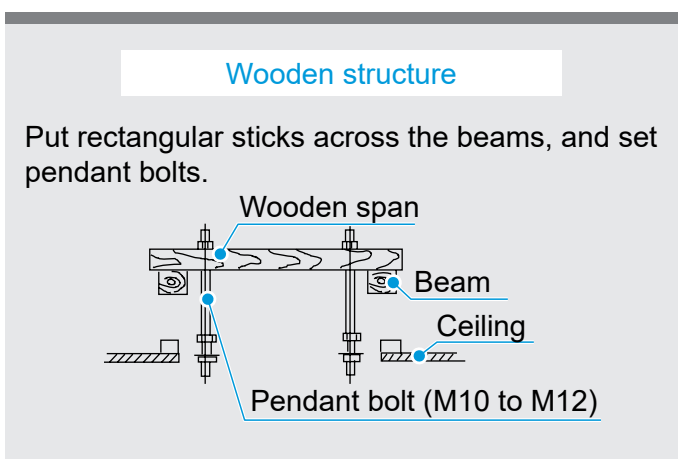 Wooden structure
Put rectangular sticks across the beams, and set
pendant bolts.
Wooden span
Beam
Ceiling
Pendant bolt (M10 to M12)